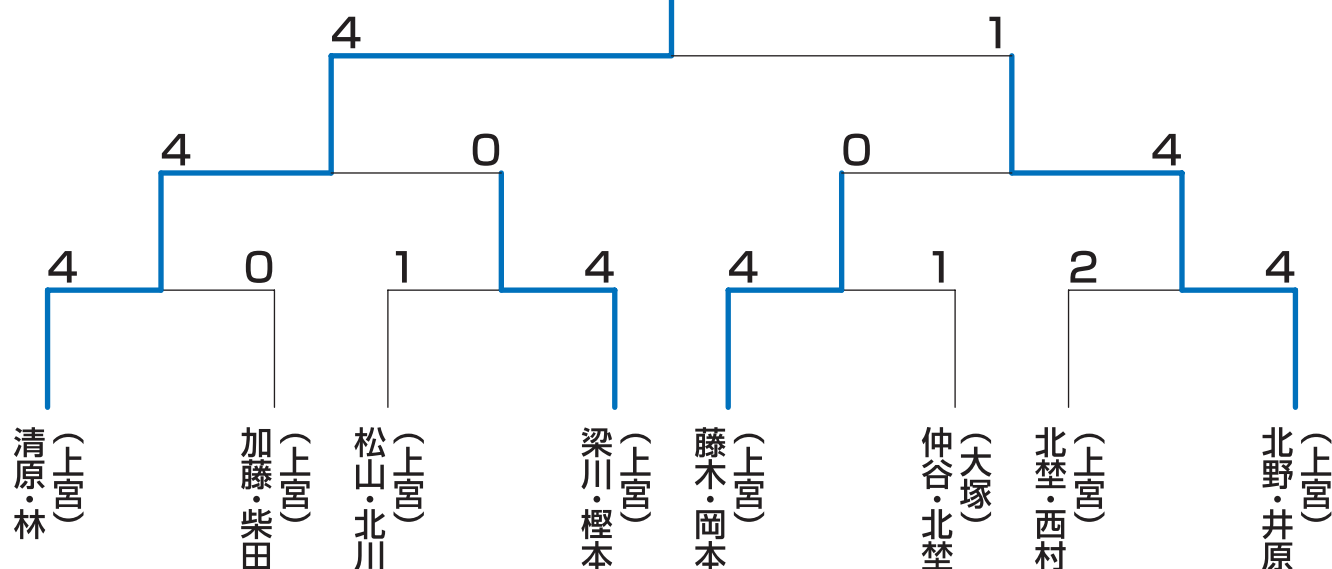 4
1
4
0
0
4
4
0
1
4
4
1
2
4
(上宮)
清原・林
(上宮)
加藤・柴田
(上宮)
松山・北川
(上宮)
梁川・樫本
(上宮)
藤木・岡本
(大塚)
仲谷・北埜
(上宮)
北埜・西村
(上宮)
北野・井原